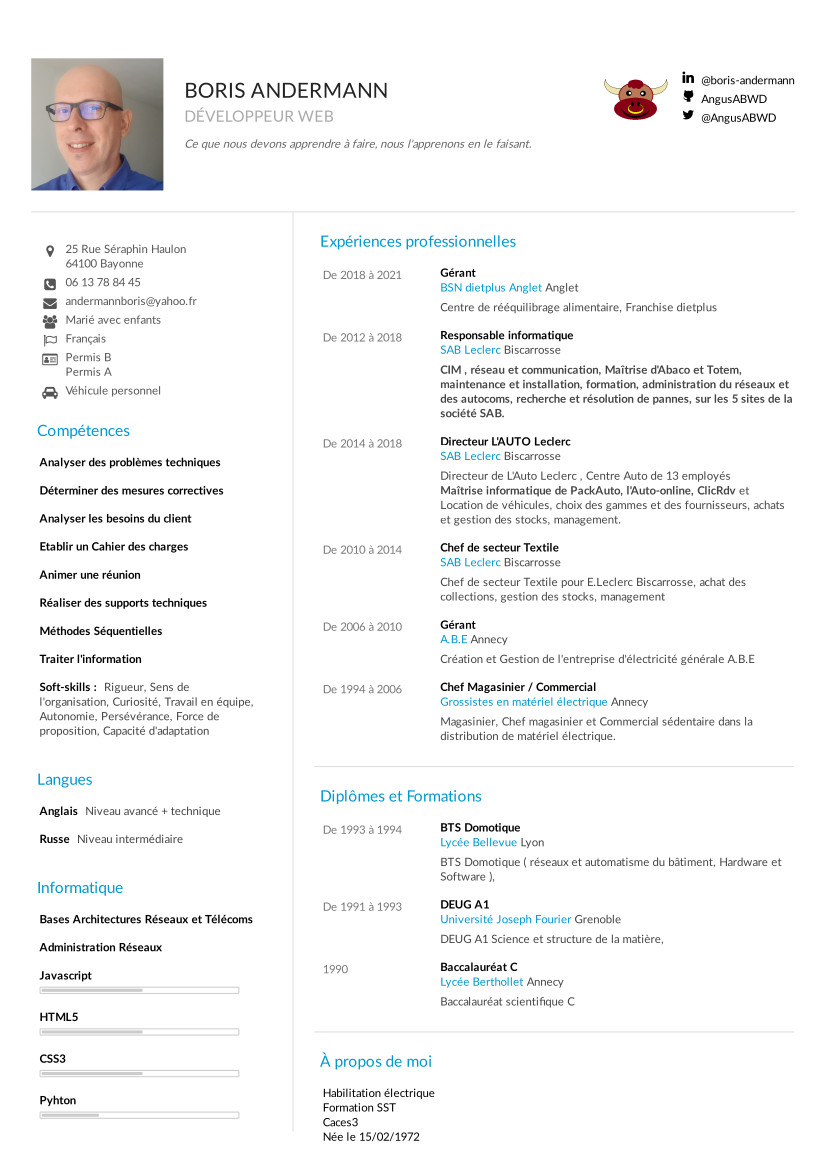 BORIS ANDERMANN
DÉVELOPPEUR WEB
Ce que nous devons apprendre à faire, nous l'apprenons en le faisant.
@boris-andermann
AngusABWD
@AngusABWD
25 Rue Séraphin Haulon
64100 Bayonne
06 13 78 84 45
andermannboris@yahoo.fr
Marié avec enfants
Français
Permis B
Permis A
Véhicule personnel
Compétences
Analyser des problèmes techniques
Déterminer des mesures correctives
Analyser les besoins du client
Etablir un Cahier des charges
Animer une réunion
Réaliser des supports techniques
Méthodes Séquentielles
Traiter l'information
Soft-skills : Rigueur, Sens de
l'organisation, Curiosité, Travail en équipe,
Autonomie, Persévérance, Force de
proposition, Capacité d'adaptation
Langues
Anglais Niveau avancé + technique
Russe Niveau intermédiaire
Informatique
Bases Architectures Réseaux et Télécoms
Administration Réseaux
Javascript
HTML5
CSS3
Pyhton
Expériences professionnelles
De 2018 à 2021
Gérant
BSN dietplus Anglet Anglet
Centre de rééquilibrage alimentaire, Franchise dietplus
De 2012 à 2018
Responsable informatique
SAB Leclerc Biscarrosse
CIM , réseau et communication, Maîtrise d'Abaco et Totem,
maintenance et installation, formation, administration du réseaux et
des autocoms, recherche et résolution de pannes, sur les 5 sites de la
société SAB.
De 2014 à 2018
Directeur L'AUTO Leclerc
SAB Leclerc Biscarrosse
Directeur de L'Auto Leclerc , Centre Auto de 13 employés
Maîtrise informatique de PackAuto, l'Auto-online, ClicRdv et
Location de véhicules, choix des gammes et des fournisseurs, achats
et gestion des stocks, management.
De 2010 à 2014
Chef de secteur Textile
SAB Leclerc Biscarrosse
Chef de secteur Textile pour E.Leclerc Biscarrosse, achat des
collections, gestion des stocks, management
De 2006 à 2010
Gérant
A.B.E Annecy
Création et Gestion de l'entreprise d'électricité générale A.B.E
De 1994 à 2006
Chef Magasinier / Commercial
Grossistes en matériel électrique Annecy
Magasinier, Chef magasinier et Commercial sédentaire dans la
distribution de matériel électrique.
Diplômes et Formations
De 1993 à 1994
BTS Domotique
Lycée Bellevue Lyon
BTS Domotique ( réseaux et automatisme du bâtiment, Hardware et
Software ),
De 1991 à 1993
DEUG A1
Université Joseph Fourier Grenoble
DEUG A1 Science et structure de la matière,
1990
Baccalauréat C
Lycée Berthollet Annecy
Baccalauréat scientifique C
À propos de moi
Habilitation électrique
Formation SST
Caces3
Née le 15/02/1972